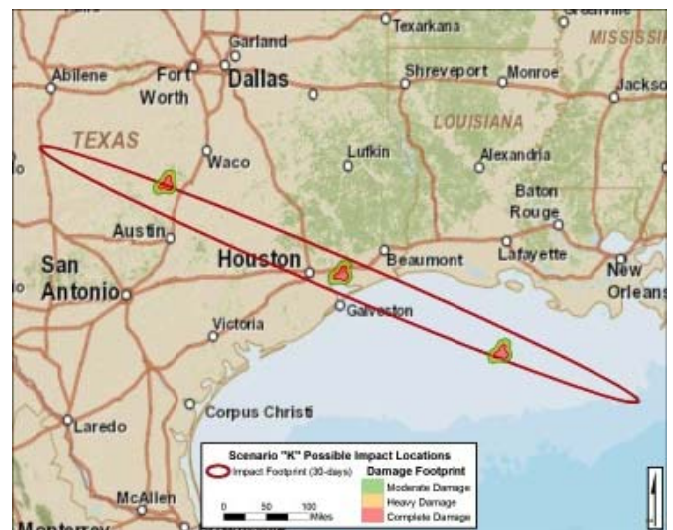 Texarkana
MISSISSI
Garland
Dallas
Abilene
Fort
Worth
Shreveport
Monroe
Jackso
TEXAS
LOUISIANA
Waco
Lufkin
Alexandria
Baton
Rouge
Austin
Houston
Beaumont
Lafayette
New
Orleans
San
Antonio
Galveston
Victoria
Corpus Christi
Laredo
McAllen
Monterrey
Scenario "K" Possible Impact Locations
Impact Footprint (30-days)
Damage Footprint
Moderate Damage
Heavy Damage
Complete Damage
0 50 100
Miles